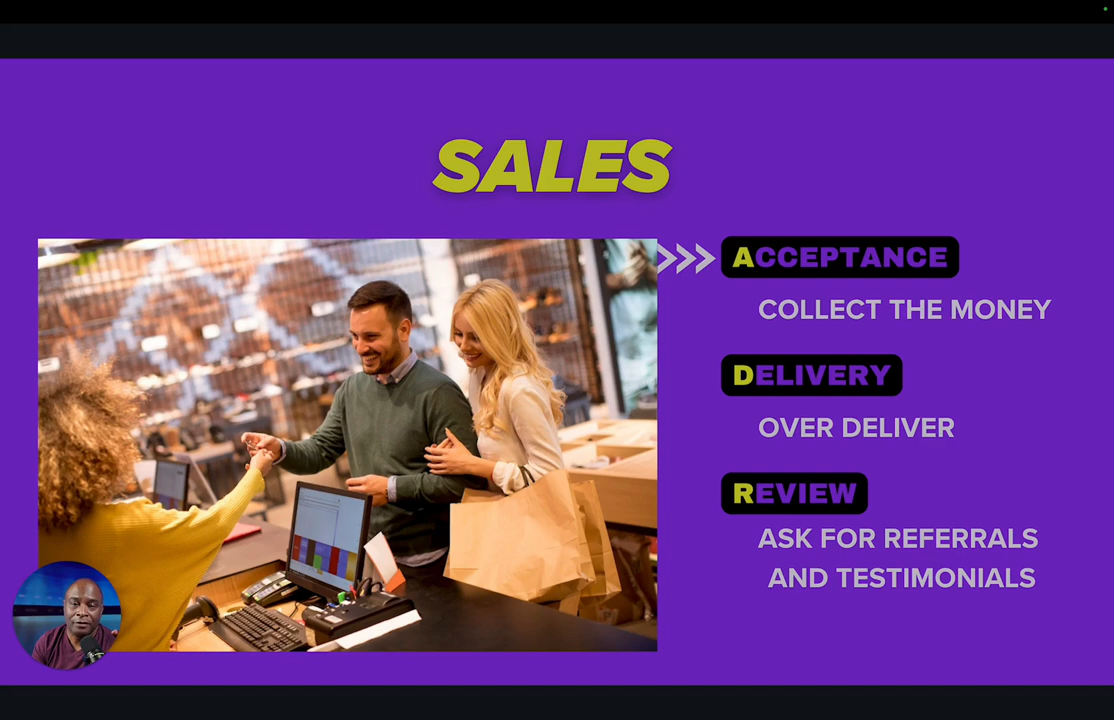 SALES
ACCEPTANCE
COLLECT THE MONEY
DELIVERY
OVER DELIVER
REVIEW
ASK FOR REFERRALS
AND TESTIMONIALS